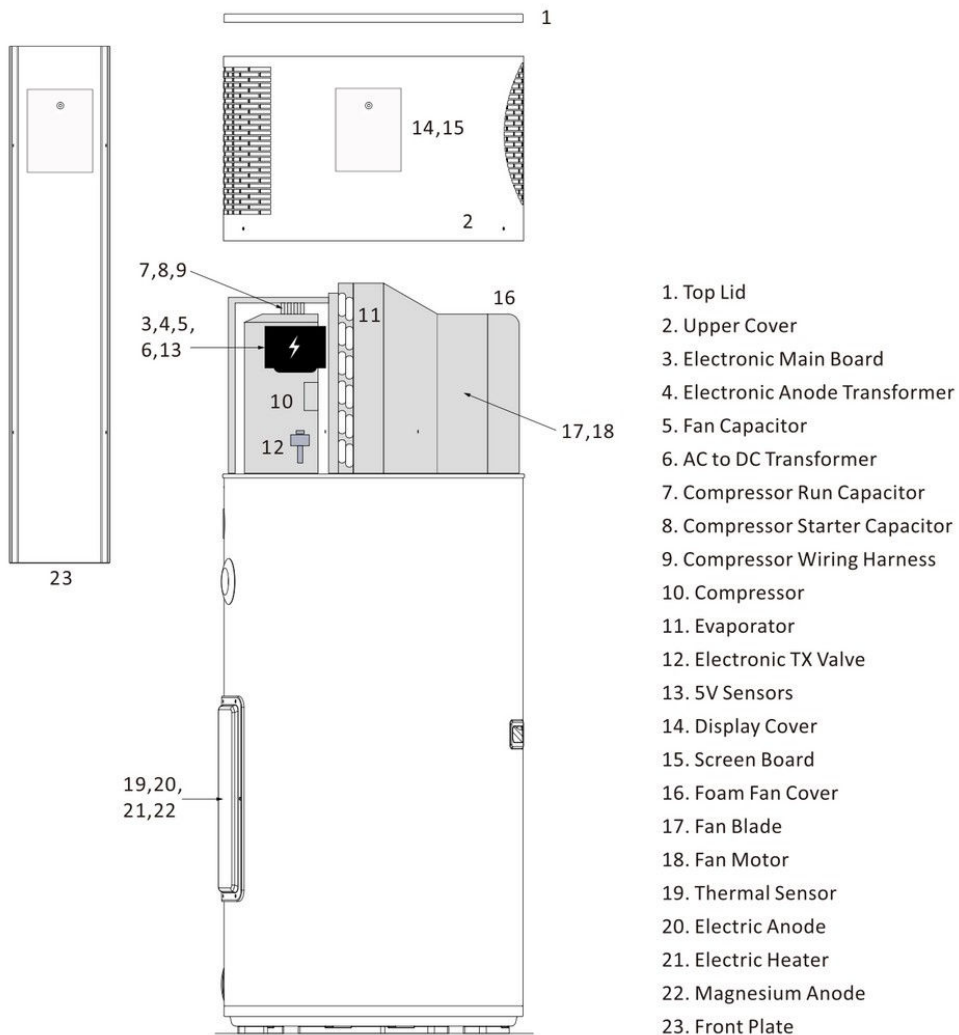 1
14,15
2
7,8,9
16
11
3,4,5,
6,13
10
17,18
12
23
19,20,
21,22
1. Top Lid
2. Upper Cover
3. Electronic Main Board
4. Electronic Anode Transformer
5. Fan Capacitor
6. AC to DC Transformer
7. Compressor Run Capacitor
8. Compressor Starter Capacitor
9. Compressor Wiring Harness
10. Compressor
11. Evaporator
12. Electronic TX Valve
13. 5V Sensors
14. Display Cover
15. Screen Board
16. Foam Fan Cover
17. Fan Blade
18. Fan Motor
19. Thermal Sensor
20. Electric Anode
21. Electric Heater
22. Magnesium Anode
23. Front Plate